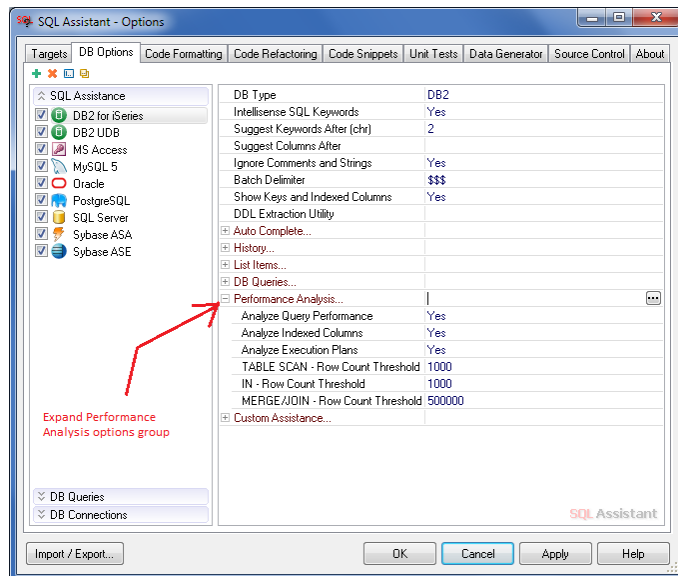 SQL Assistant - Options
Targets DB Options Code Formatting Code Refactoring Code Snippets Unit Tests Data Generator Source Control About
SQL Assistance
DB2 for iSeries
DB2 UDB
MS Access
MySQL 5
Oracle
PostgreSQL
SQL Server
Sybase ASA
Sybase ASE
DB Queries
DB Connections
DB Type DB2
Intellisense SQL Keywords Yes
Suggest Keywords After (chr) 2
Suggest Columns After
Ignore Comments and Strings Yes
Batch Delimiter $$$
Show Keys and Indexed Columns Yes
DDL Extraction Utility
Auto Complete...
History...
List Items...
DB Queries...
Performance Analysis...
Analyze Query Performance Yes
Analyze Indexed Columns Yes
Analyze Execution Plans Yes
TABLE SCAN - Row Count Threshold 1000
IN - Row Count Threshold 1000
MERGE/JOIN - Row Count Threshold 500000
Custom Assistance...
Expand Performance
Analysis options group
SQL Assistant
Import / Export... OK Cancel Apply Help